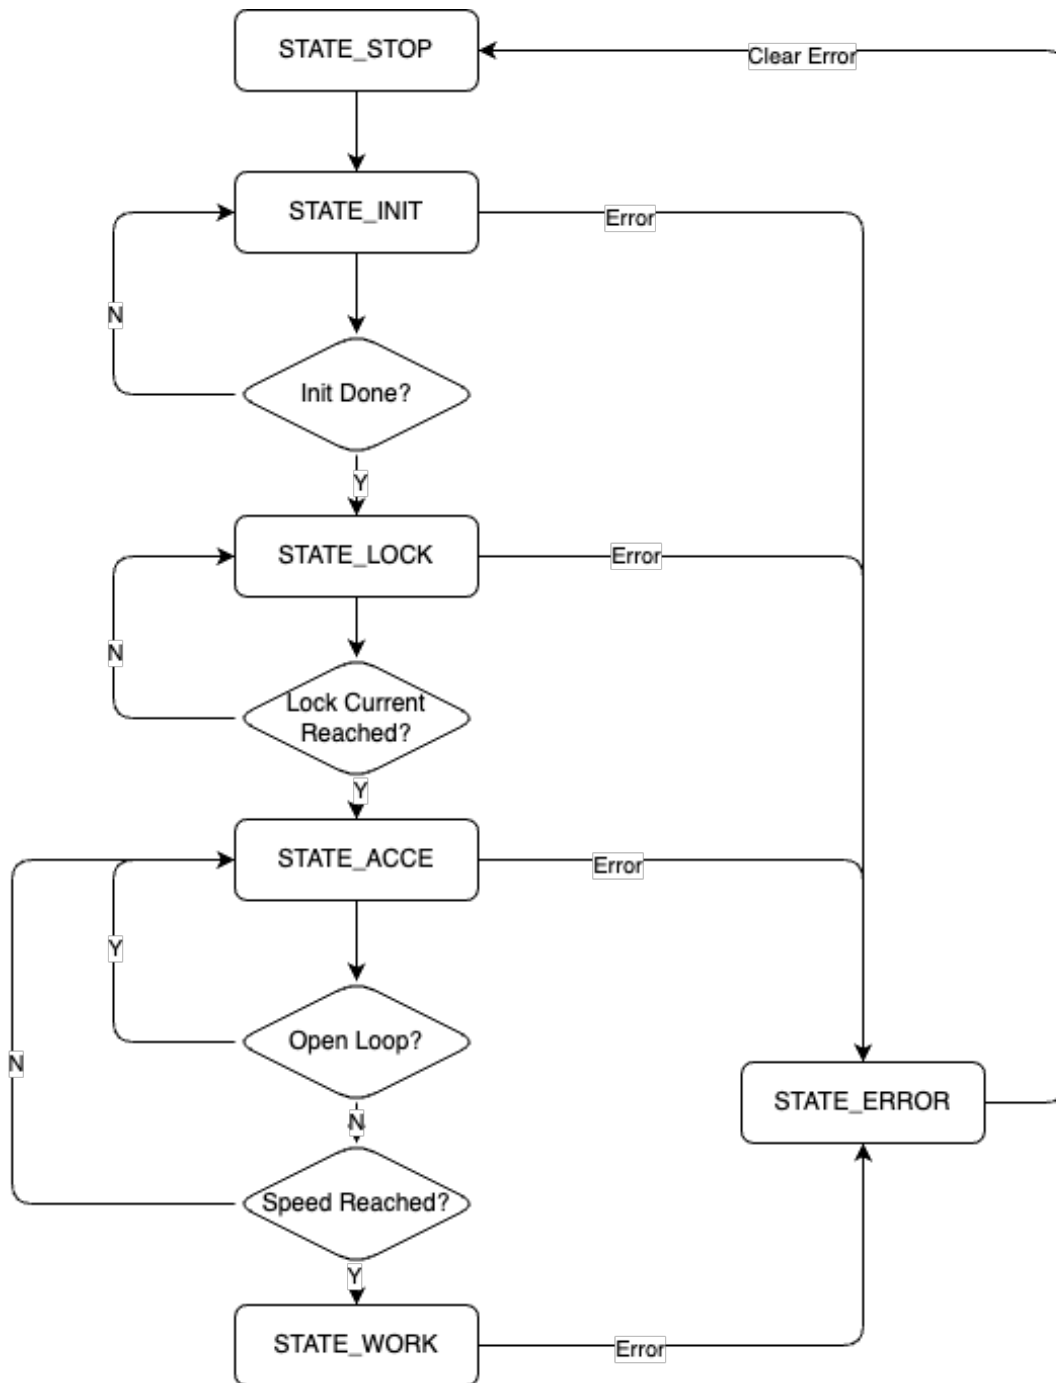 STATE_STOP
Clear Error
STATE_INIT
Error
N
Init Done?
Y
STATE_LOCK
Error
N
Lock Current
Reached?
Y
STATE_ACCE
Error
Y
Open Loop?
N
N
STATE_ERROR
Speed Reached?
Y
STATE_WORK
Error